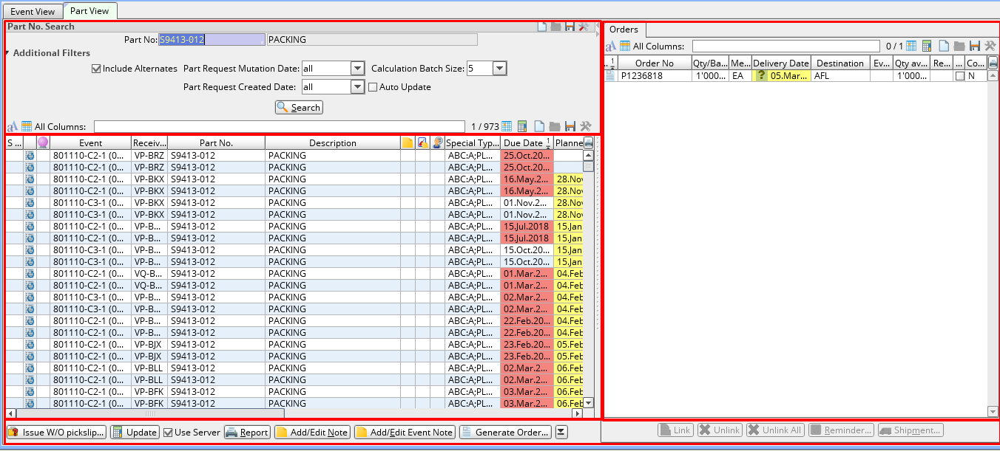 Event View Part View
Part No. Search
Part No: S9413-012 PACKING
Additional Filters
Include Alternates Part Request Mutation Date: all Calculation Batch Size: 5
Part Request Created Date: all Auto Update
Search
All Columns: 1 / 973
S ... Event Receiv... Part No. Description Special Typ... Due Date 1 Planne
801110-C2-1 (0... VP-BRZ S9413-012 PACKING ABC:A;PL... 25.Oct.20...
801110-C2-1 (0... VP-BRZ S9413-012 PACKING ABC:A;PL... 25.Oct.20...
801110-C2-1 (0... VP-BKX S9413-012 PACKING ABC:A;PL... 16.May.2... 28.Nov
801110-C2-1 (0... VP-BKX S9413-012 PACKING ABC:A;PL... 16.May.2... 28.Nov
801110-C3-1 (0... VP-BKX S9413-012 PACKING ABC:A;PL... 01.Nov.2... 28.Nov
801110-C3-1 (0... VP-BKX S9413-012 PACKING ABC:A;PL... 01.Nov.2... 28.Nov
801110-C2-1 (0... VP-B... S9413-012 PACKING ABC:A;PL... 15.Jul.2018 15.Jan
801110-C2-1 (0... VP-B... S9413-012 PACKING ABC:A;PL... 15.Jul.2018 15.Jan
801110-C3-1 (0... VP-B... S9413-012 PACKING ABC:A;PL... 15.Oct.20... 15.Jan
801110-C3-1 (0... VP-B... S9413-012 PACKING ABC:A;PL... 15.Oct.20... 15.Jan
801110-C2-1 (0... VQ-B... S9413-012 PACKING ABC:A;PL... 01.Mar.2... 04.Feb
801110-C2-1 (0... VQ-B... S9413-012 PACKING ABC:A;PL... 01.Mar.2... 04.Feb
801110-C3-1 (0... VP-B... S9413-012 PACKING ABC:A;PL... 02.Mar.2... 04.Feb
801110-C3-1 (0... VP-B... S9413-012 PACKING ABC:A;PL... 02.Mar.2... 04.Feb
801110-C2-1 (0... VP-B... S9413-012 PACKING ABC:A;PL... 22.Feb.20... 04.Feb
801110-C2-1 (0... VP-B... S9413-012 PACKING ABC:A;PL... 22.Feb.20... 04.Feb
801110-C2-1 (0... VP-BJX S9413-012 PACKING ABC:A;PL... 23.Feb.20... 05.Feb
801110-C2-1 (0... VP-BJX S9413-012 PACKING ABC:A;PL... 23.Feb.20... 05.Feb
801110-C2-1 (0... VP-BLL S9413-012 PACKING ABC:A;PL... 02.Mar.2... 06.Feb
801110-C2-1 (0... VP-BLL S9413-012 PACKING ABC:A;PL... 02.Mar.2... 06.Feb
801110-C2-1 (0... VP-BFK S9413-012 PACKING ABC:A;PL... 03.Mar.2... 06.Feb
801110-C2-1 (0... VP-BFK S9413-012 PACKING ABC:A;PL... 03.Mar.2... 06.Feb
Issue W/O pickslip... Update Use Server Report Add/Edit Note Add/Edit Event Note Generate Order...
Orders
All Columns: 0 / 1
.. 1 Order No Qty/Ba... Me... Delivery Date Destination Ev... Qty av... Re... ... Co...
P1236818 1'000... EA ? 05.Mar... AFL 1'000... N
Link Unlink Unlink All Reminder... Shipment...